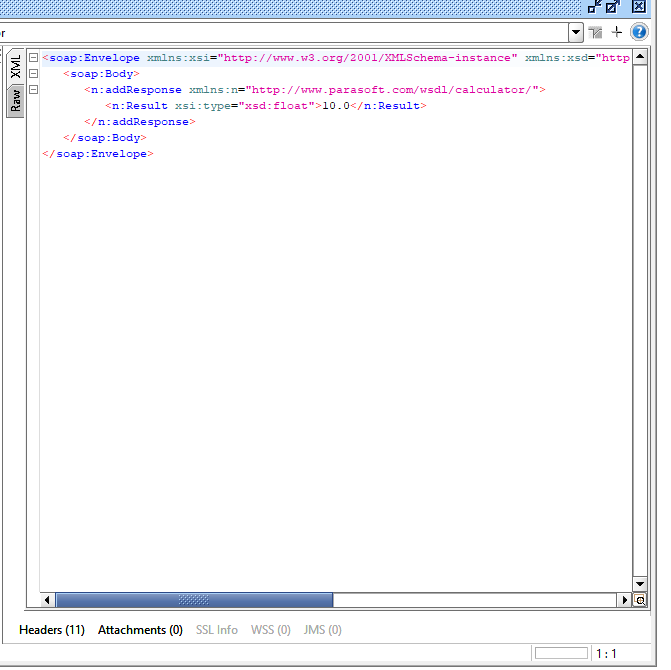 r
XML
Raw
<soap:Envelope xmlns:xsi="http://www.w3.org/2001/XMLSchema-instance" xmlns:xsd="http
<soap:Body>
<n:addResponse xmlns:n="http://www.parasoft.com/wsdl/calculator/">
<n:Result xsi:type="xsd:float">10.0</n:Result>
</n:addResponse>
</soap:Body>
</soap:Envelope>
Headers (11) Attachments (0) SSL Info WSS (0) JMS (0)
1 : 1